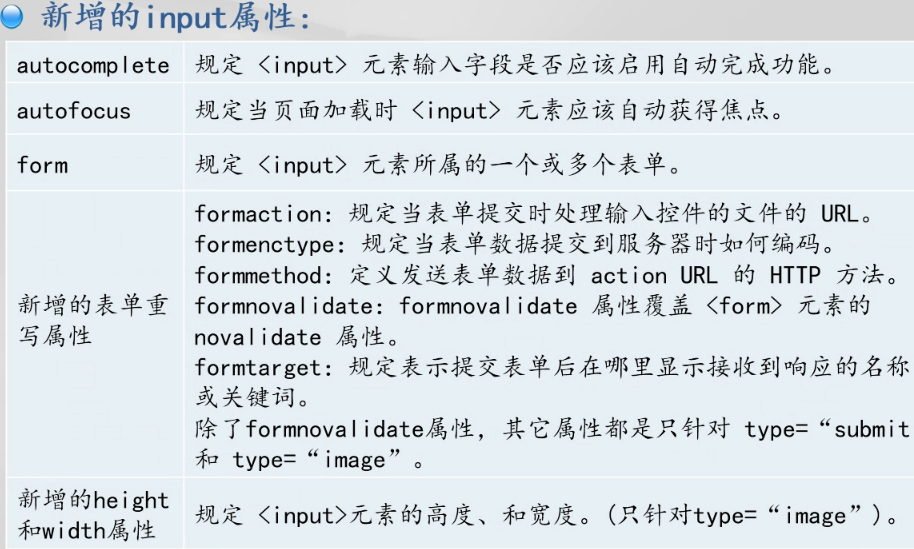 新增的input属性：
autocomplete 规定 <input> 元素输入字段是否应该启用自动完成功能。
autofocus 规定当页面加载时 <input> 元素应该自动获得焦点。
form 规定 <input> 元素所属的一个或多个表单。
新增的表单重
写属性
formaction：规定当表单提交时处理输入控件的文件的 URL。
formenctype：规定当表单数据提交到服务器时如何编码。
formmethod：定义发送表单数据到 action URL 的 HTTP 方法。
formnovalidate：formnovalidate 属性覆盖 <form> 元素的
novalidate 属性。
formtarget：规定表示提交表单后在哪里显示接收到响应的名称
或关键词。
除了formnovalidate属性，其它属性都是只针对 type=“submit
和 type=“image”。
新增的height
和width属性
规定 <input>元素的高度、和宽度。(只针对type=“image”)。